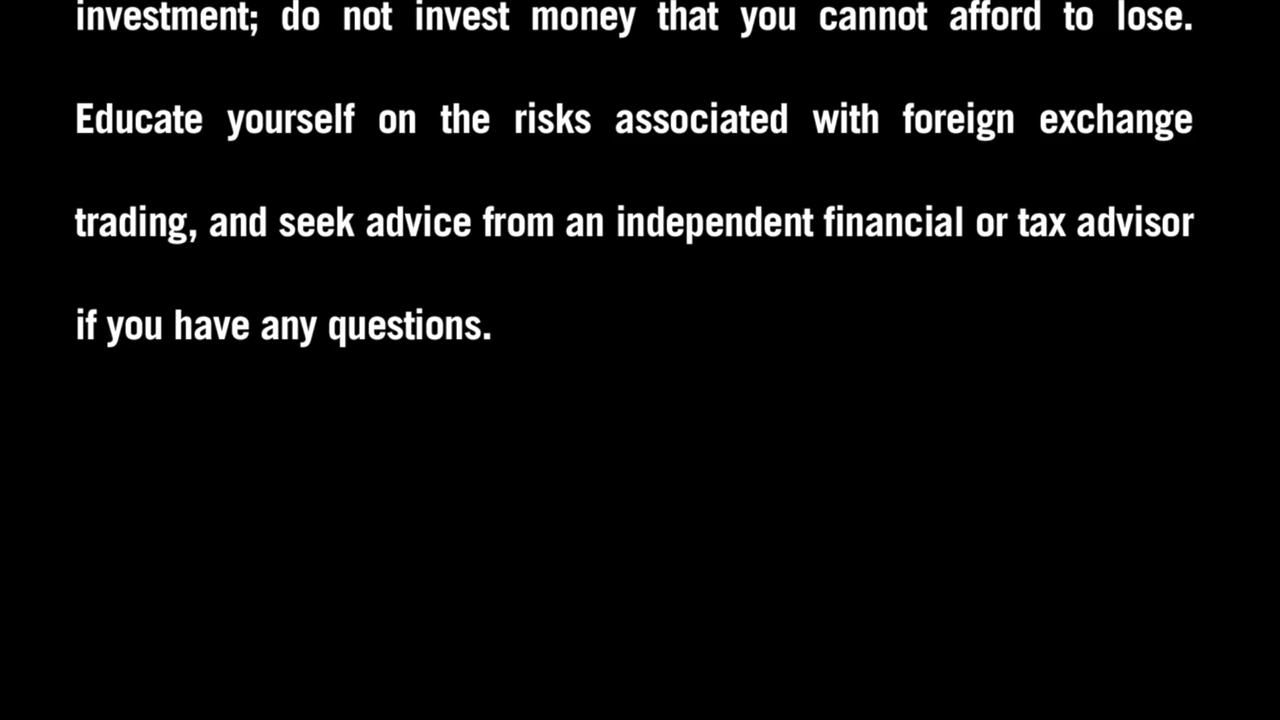 investment; do not invest money that you cannot afford to lose.
Educate yourself on the risks associated with foreign exchange
trading, and seek advice from an independent financial or tax advisor
if you have any questions.